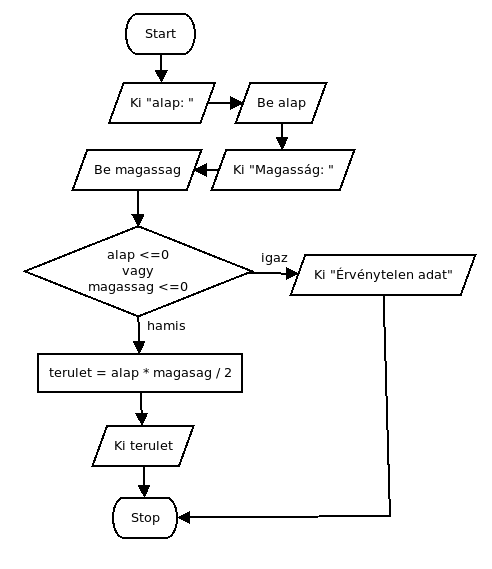 Start
Ki "alap: "
Be alap
Ki "Magasság: "
Be magassag
alap <=0
vagy
magassag <=0
igaz
Ki "Érvénytelen adat"
hamis
terulet = alap * magasag / 2
Ki terulet
Stop